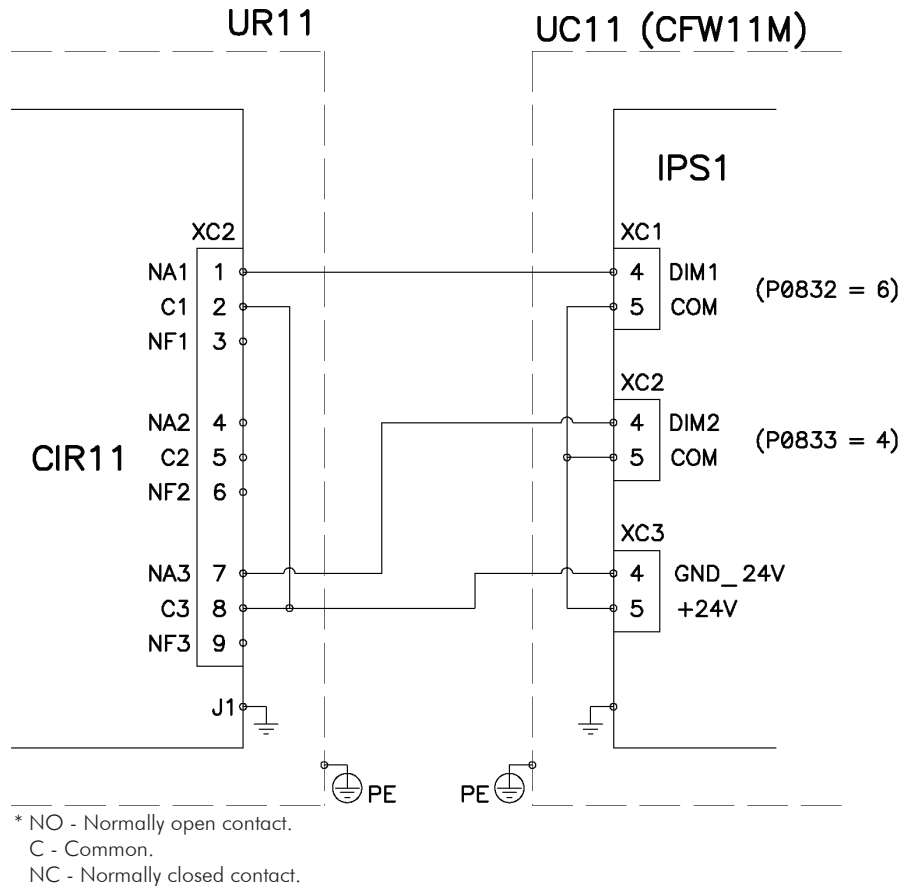 UR11
UC11 (CFW11M)
IPS1
XC2
XC1
NA1 1
4 DIM1
(P0832 = 6)
C1 2
5 COM
NF1 3
XC2
NA2 4
4 DIM2
(P0833 = 4)
CIR11
C2 5
5 COM
NF2 6
XC3
NA3 7
4 GND_24V
C3 8
5 +24V
NF3 9
J1
PE
PE
* NO - Normally open contact.
C - Common.
NC - Normally closed contact.